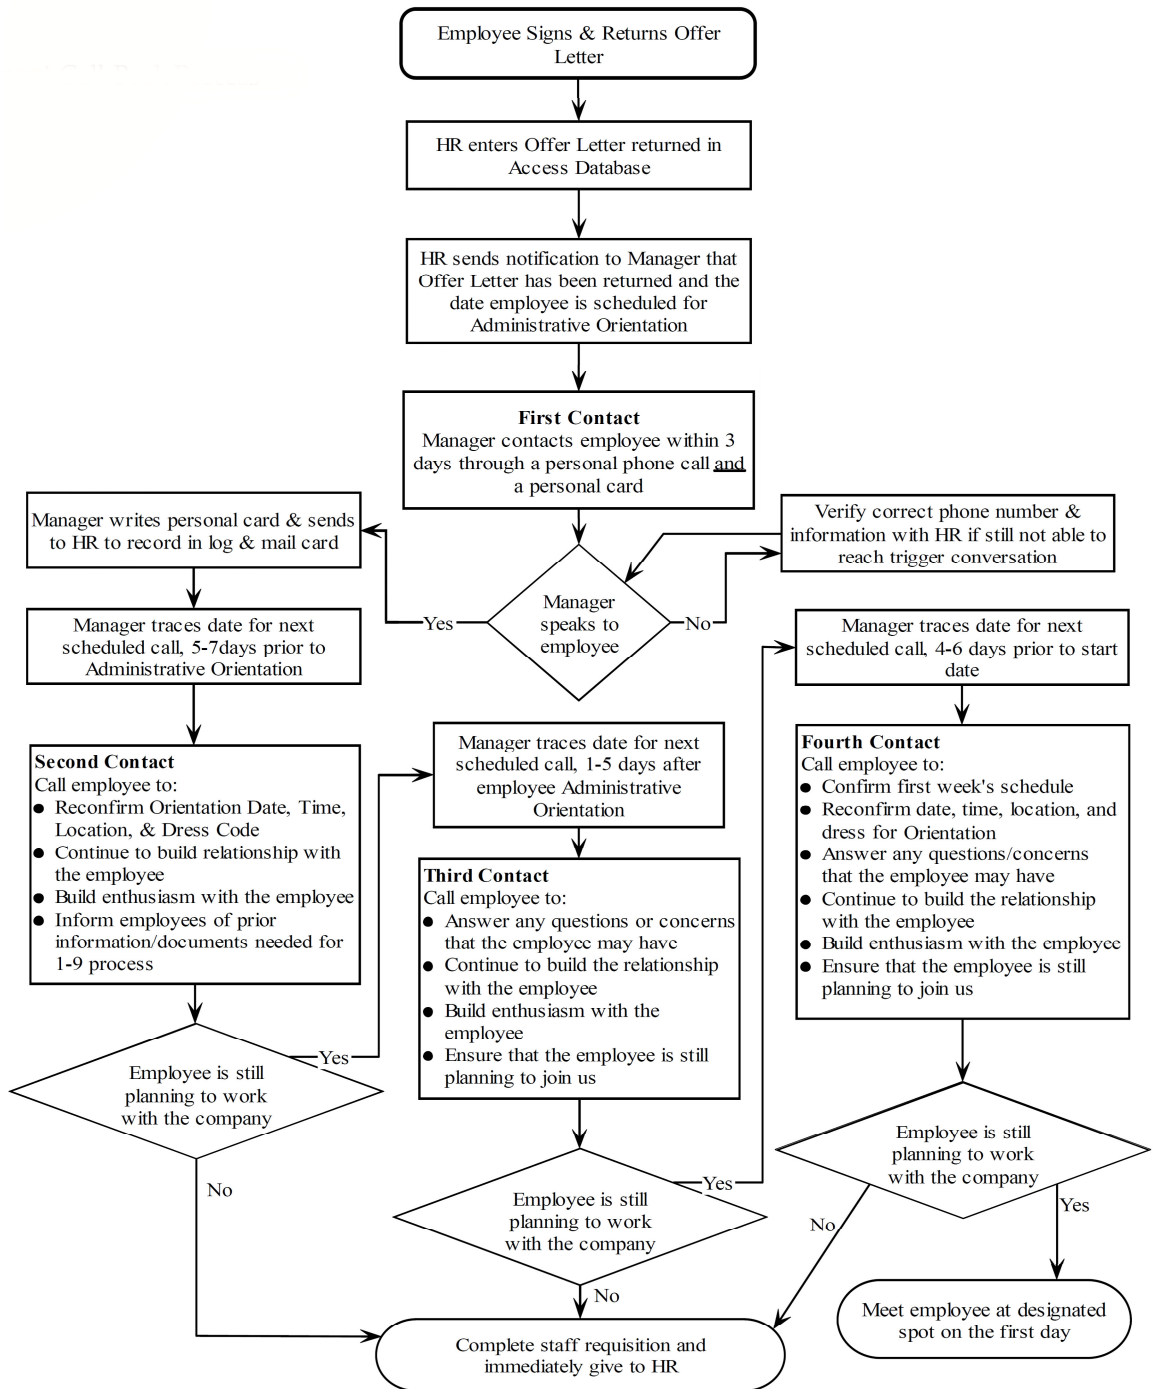 Employee Signs & Returns Offer
Letter
HR enters Offer Letter returned in
Access Database
HR sends notification to Manager that
Offer Letter has been returned and the
date employee is scheduled for
Administrative Orientation
First Contact
Manager contacts employee within 3
days through a personal phone call and
a personal card
Manager writes personal card & sends
to HR to record in log & mail card
Verify correct phone number &
information with HR if still not able to
reach trigger conversation
Manager
speaks to
employee
Yes
No
Manager traces date for next
scheduled call, 5-7days prior to
Administrative Orientation
Manager traces date for next
scheduled call, 4-6 days prior to start
date
Second Contact
Call employee to:
● Reconfirm Orientation Date, Time,
Location, & Dress Code
● Continue to build relationship with
the employee
● Build enthusiasm with the employee
● Inform employees of prior
information/documents needed for
1-9 process
Manager traces date for next
scheduled call, 1-5 days after
employee Administrative
Orientation
Third Contact
Call employee to:
● Answer any questions or concerns
that the employee may have
● Continue to build the relationship
with the employee
● Build enthusiasm with the
employee
● Ensure that the employee is still
planning to join us
Fourth Contact
Call employee to:
● Confirm first week's schedule
● Reconfirm date, time, location, and
dress for Orientation
● Answer any questions/concerns
that the employee may have
● Continue to build the relationship
with the employee
● Build enthusiasm with the employee
● Ensure that the employee is still
planning to join us
Employee is still
planning to work
with the company
Yes
No
Employee is still
planning to work
with the company
Yes
No
Employee is still
planning to work
with the company
No
Yes
Complete staff requisition and
immediately give to HR
Meet employee at designated
spot on the first day